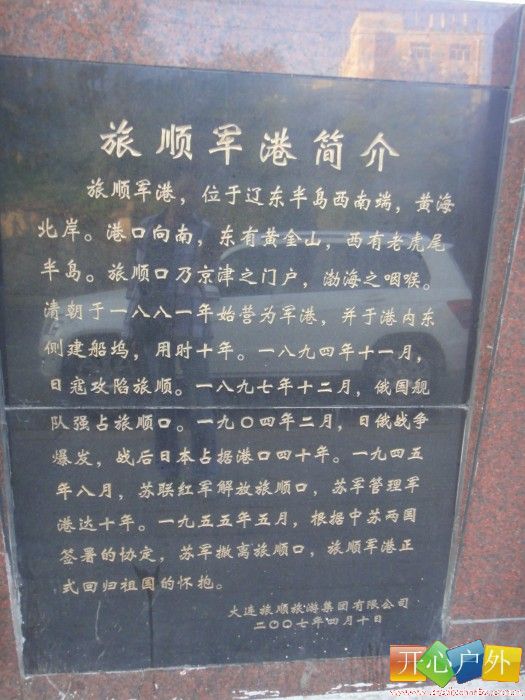 旅顺军港简介
旅顺军港，位于辽东半岛西南端，黄海
北岸。港口向南，东有黄金山，西有老虎尾
半岛。旅顺口乃京津之门户，渤海之咽喉。
清朝于一八八一年始营为军港，并于港内东
侧建船坞，用时十年。一八九四年十一月，
日寇攻陷旅顺。一八九七年十二月，俄国舰
队强占旅顺口。一九〇四年二月，日俄战争
爆发，战后日本占据港口四十年。一九四五
年八月，苏联红军解放旅顺口，苏军管理军
港达十年。一九五五年五月，根据中苏两国
签署的协定，苏军撤离旅顺口，旅顺军港正
式回归祖国的怀抱。
大连旅顺旅游集团有限公司
二〇〇七年四月十日
开心户外